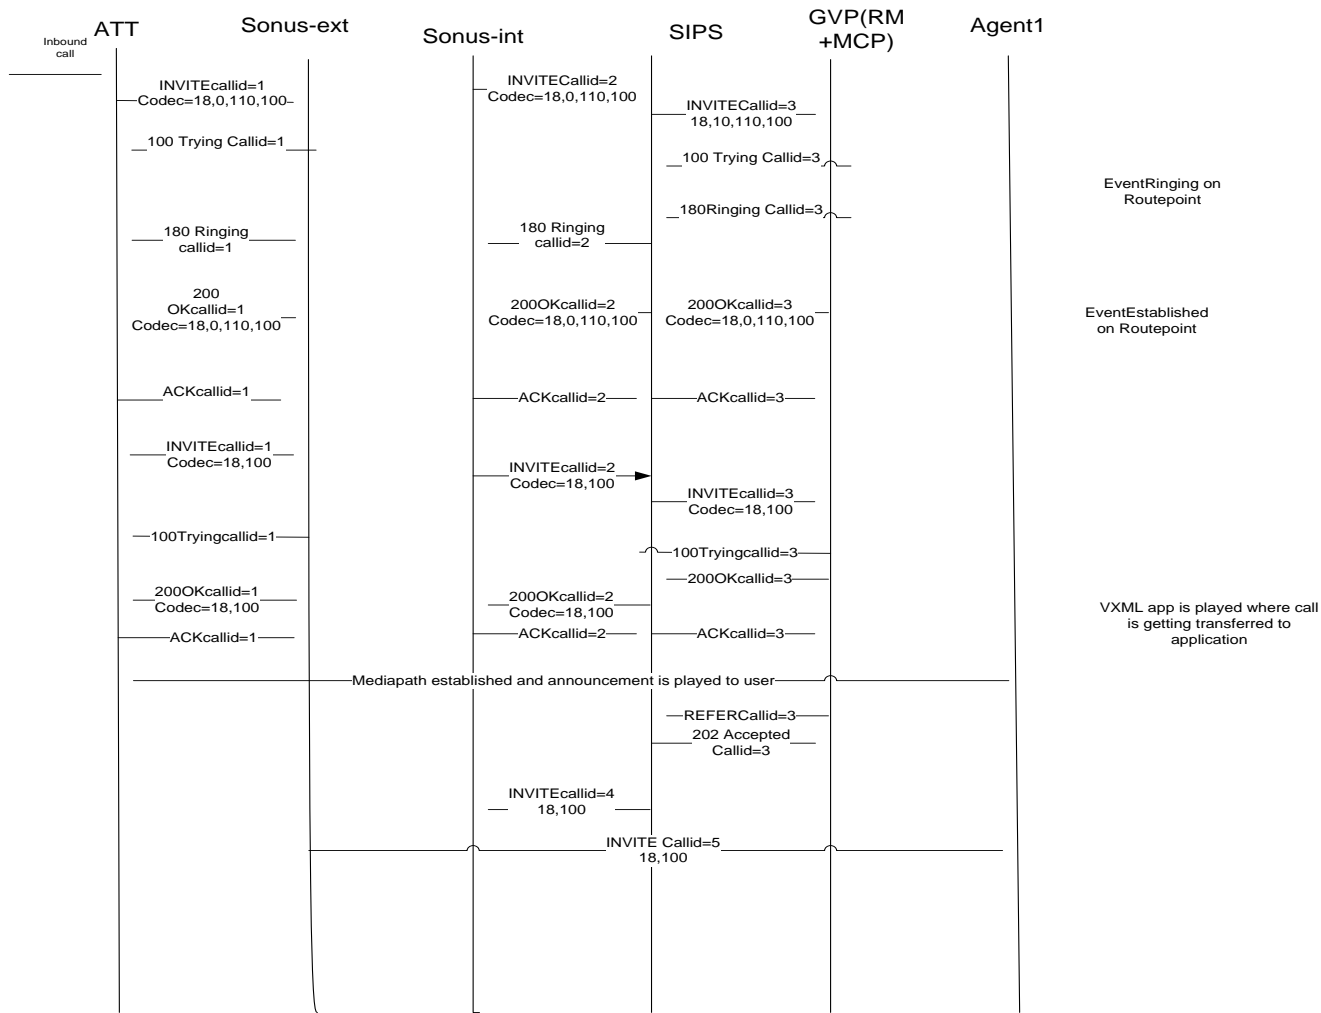 ATT
Sonus-ext
Sonus-int
SIPS
GVP(RM
+MCP)
Agent1
Inbound
call
INVITEcallid=1
Codec=18,0,110,100
INVITECallid=2
Codec=18,0,110,100
INVITECallid=3
18,10,110,100
100 Trying Callid=1
100 Trying Callid=3
EventRinging on
Routepoint
180Ringing Callid=3
180 Ringing
callid=1
180 Ringing
callid=2
200
OKcallid=1
Codec=18,0,110,100
200OKcallid=2
Codec=18,0,110,100
200OKcallid=3
Codec=18,0,110,100
EventEstablished
on Routepoint
ACKcallid=1
ACKcallid=2
ACKcallid=3
INVITEcallid=1
Codec=18,100
INVITEcallid=2
Codec=18,100
INVITEcallid=3
Codec=18,100
100Tryingcallid=1
100Tryingcallid=3
200OKcallid=3
200OKcallid=1
Codec=18,100
200OKcallid=2
Codec=18,100
VXML app is played where call
is getting transferred to
application
ACKcallid=1
ACKcallid=2
ACKcallid=3
Mediapath established and announcement is played to user
REFERCallid=3
202 Accepted
Callid=3
INVITEcallid=4
18,100
INVITE Callid=5
18,100